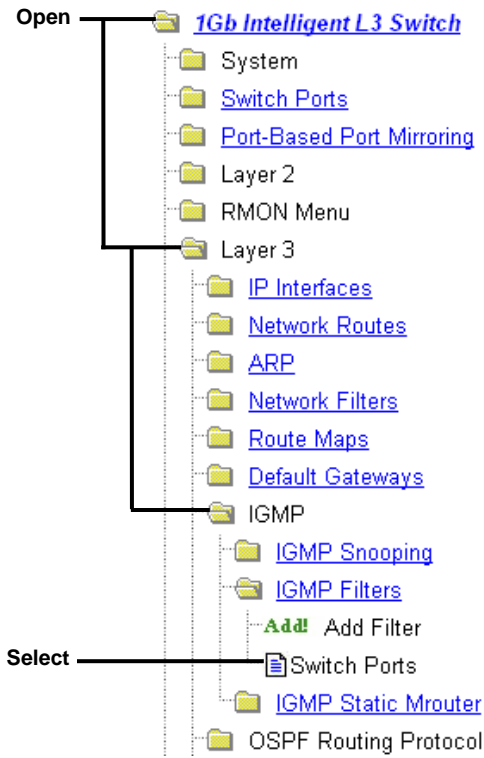 Open
1Gb Intelligent L3 Switch
System
Switch Ports
Port-Based Port Mirroring
Layer 2
RMON Menu
Layer 3
IP Interfaces
Network Routes
ARP
Network Filters
Route Maps
Default Gateways
IGMP
IGMP Snooping
IGMP Filters
Add! Add Filter
Select
Switch Ports
IGMP Static Mrouter
OSPF Routing Protocol